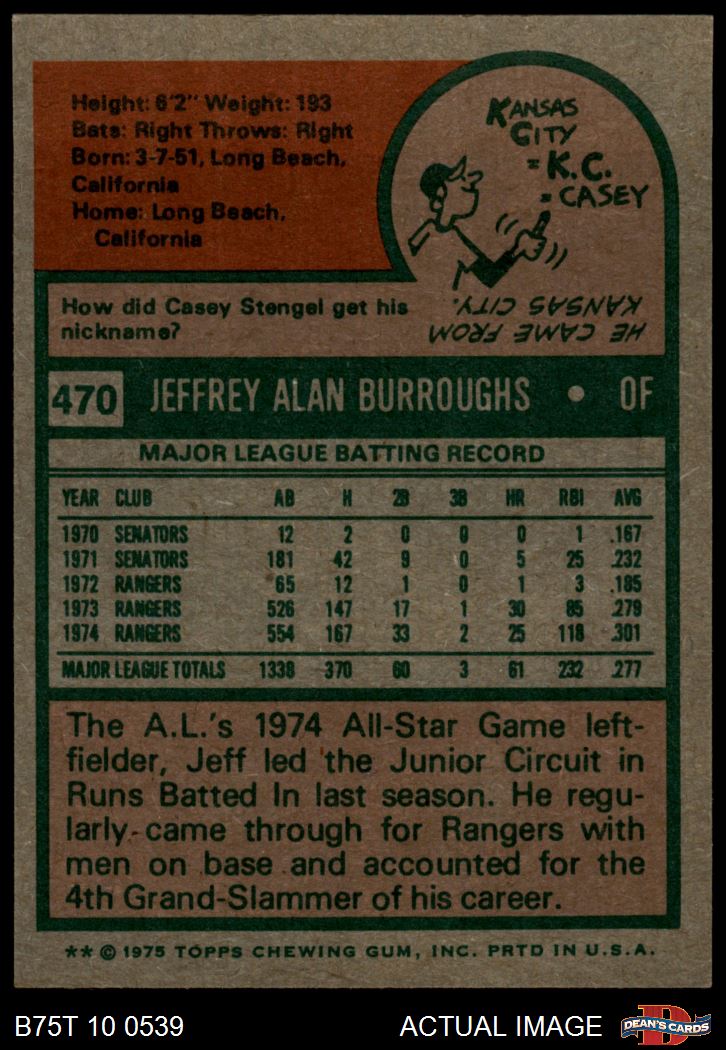 Height: 6'2" Weight: 193
Bats: Right Throws: Right
Born: 3-7-51, Long Beach,
California
Home: Long Beach,
California
KANSAS
CITY
= K.C.
= CASEY
How did Casey Stengel get his
nickname?
HE CAME FROM
KANSAS CITY.
470 JEFFREY ALAN BURROUGHS • OF
MAJOR LEAGUE BATTING RECORD
YEAR CLUB AB H 2B 3B HR RBI AVG
1970 SENATORS 12 2 0 0 0 1 .167
1971 SENATORS 181 42 9 0 5 25 .232
1972 RANGERS 65 12 1 0 1 3 .185
1973 RANGERS 526 147 17 1 30 85 .279
1974 RANGERS 554 167 33 2 25 118 .301
MAJOR LEAGUE TOTALS 1338 370 60 3 61 232 .277
The A.L.'s 1974 All-Star Game left-
fielder, Jeff led the Junior Circuit in
Runs Batted In last season. He regu-
larly came through for Rangers with
men on base and accounted for the
4th Grand-Slammer of his career.
** © 1975 TOPPS CHEWING GUM, INC. PRTD IN U.S.A.
B75T 10 0539 ACTUAL IMAGE
D
DEAN'S CARDS